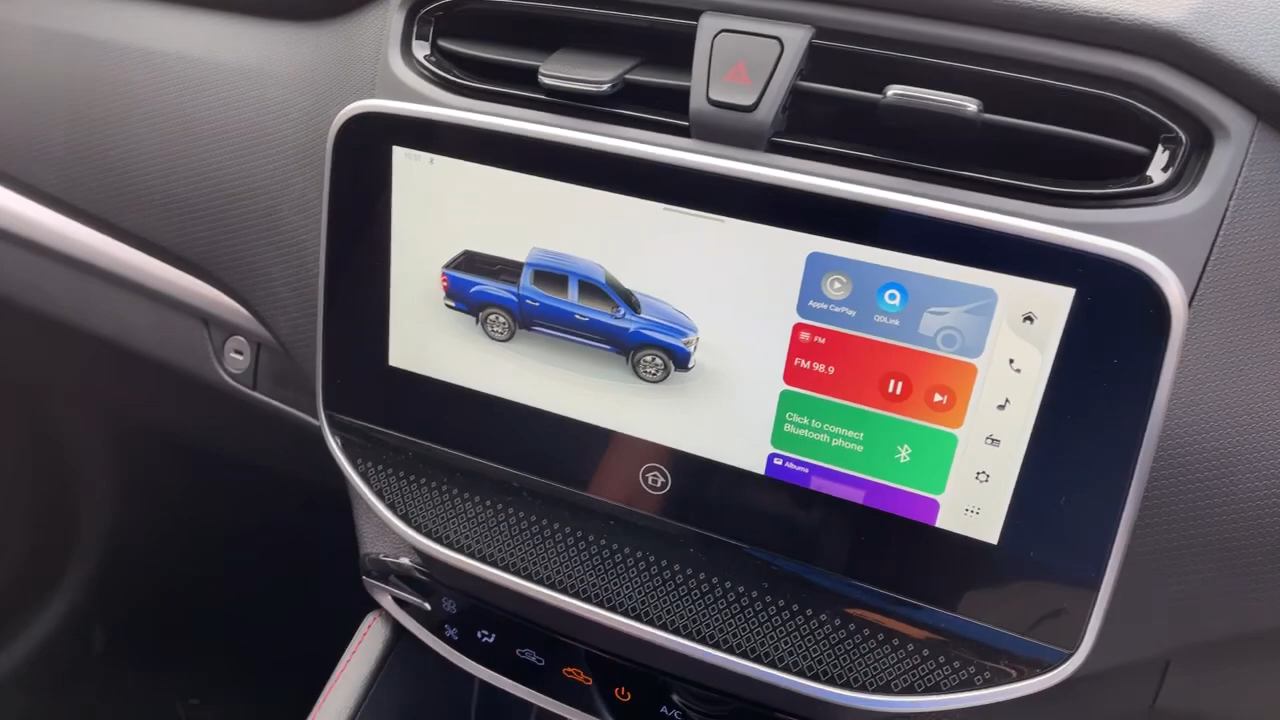 Apple CarPlay
QDLink
FM
FM 98.9
Click to connect
Bluetooth phone
Albums
A/C